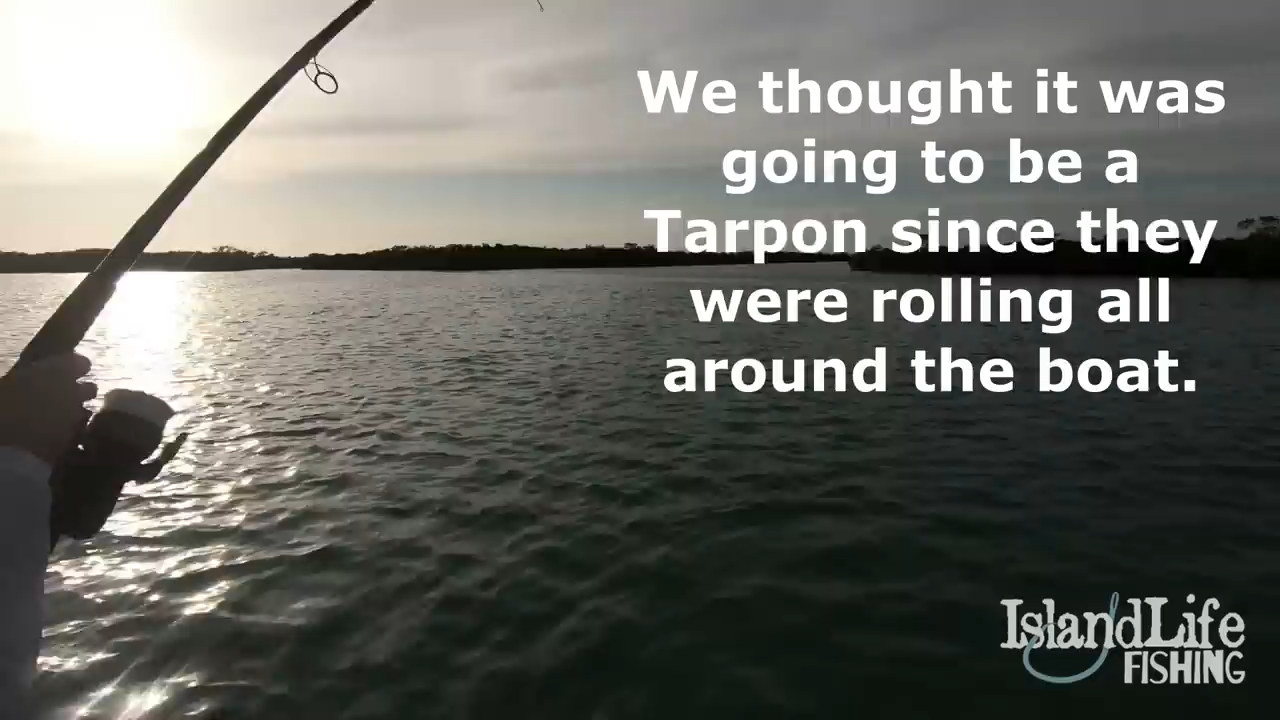 We thought it was
going to be a
Tarpon since they
were rolling all
around the boat.
IslandLife
FISHING